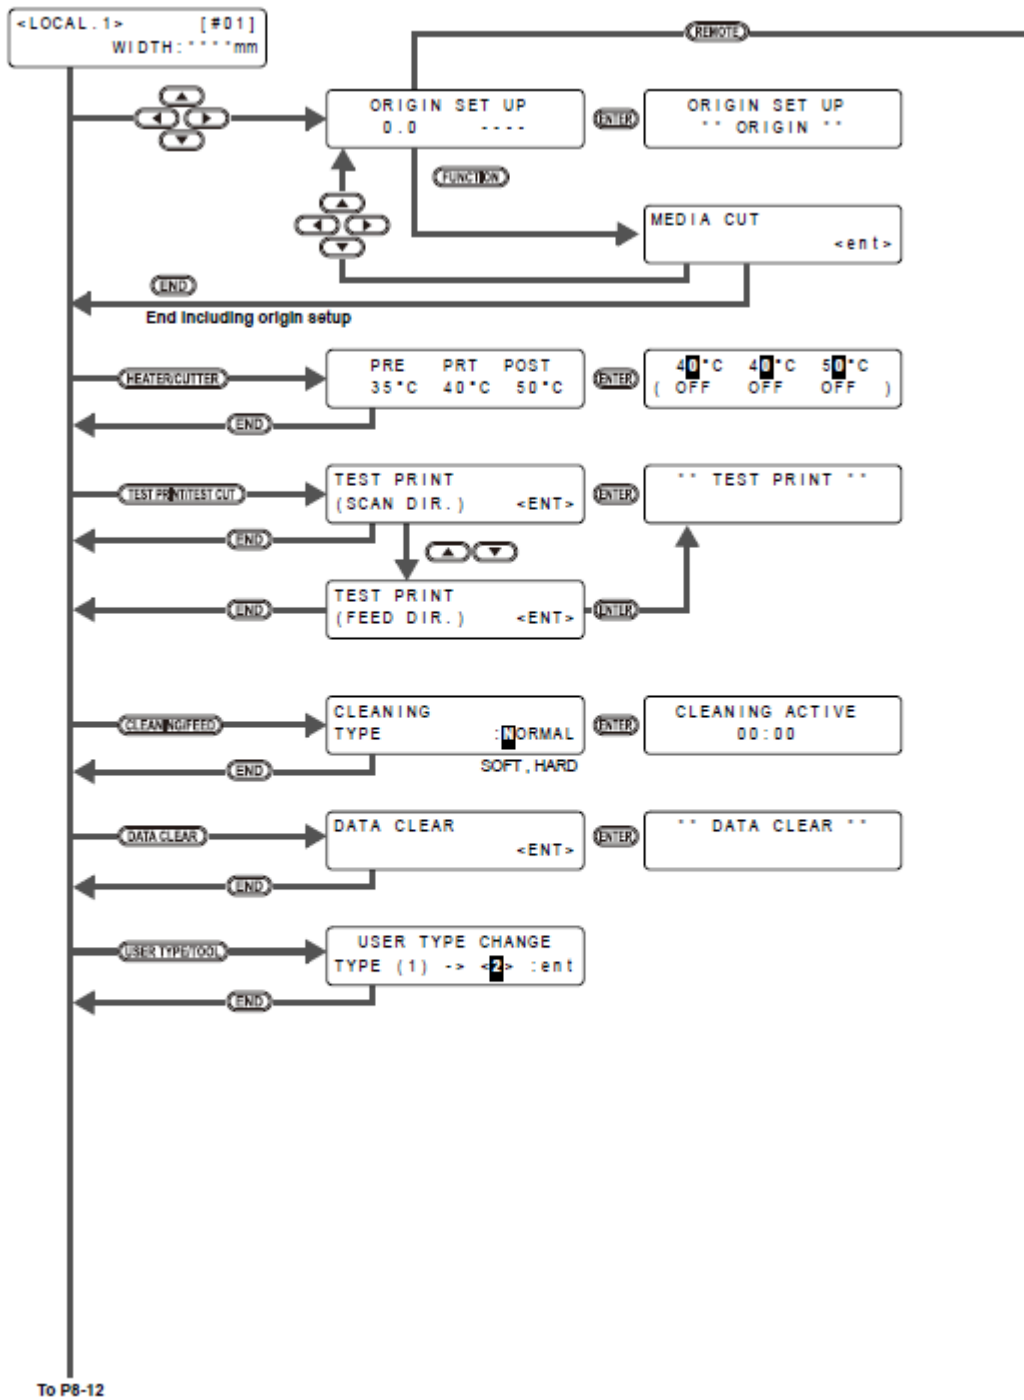 <LOCAL.1> [#01]
WIDTH:****mm
REMOTE
ORIGIN SET UP
0.0 ----
ENTER
ORIGIN SET UP
** ORIGIN **
FUNCTION
MEDIA CUT
<ent>
END
End including origin setup
HEATER/CUTTER
PRE PRT POST
35°C 40°C 50°C
ENTER
40°C 40°C 50°C
( OFF OFF OFF )
END
TEST PRINT/TEST CUT
TEST PRINT
(SCAN DIR.) <ENT>
ENTER
** TEST PRINT **
END
TEST PRINT
(FEED DIR.) <ENT>
END
ENTER
CLEANING/FEED
CLEANING
TYPE :NORMAL
SOFT , HARD
ENTER
CLEANING ACTIVE
00:00
END
DATA CLEAR
DATA CLEAR
<ENT>
ENTER
** DATA CLEAR **
END
USER TYPE/TOOL
USER TYPE CHANGE
TYPE (1) -> <2> :ent
END
To P8-12